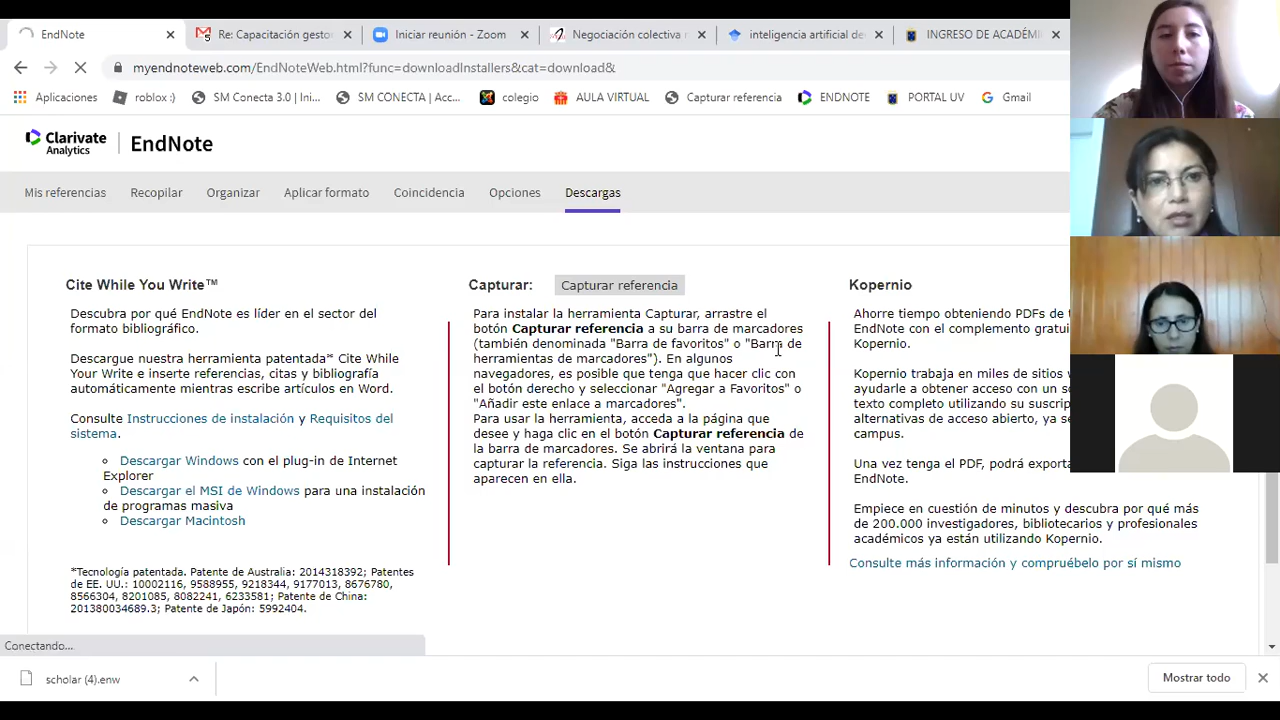 EndNote
Re: Capacitación gesto
Iniciar reunión - Zoom
Negociación colectiva
inteligencia artificial de
INGRESO DE ACADÉMI
myendnoteweb.com/EndNoteWeb.html?func=downloadInstallers&cat=download&
Aplicaciones
roblox :)
SM Conecta 3.0 | Ini...
SM CONECTA | Acc...
colegio
AULA VIRTUAL
Capturar referencia
ENDNOTE
PORTAL UV
Gmail
Clarivate
Analytics
EndNote
Mis referencias
Recopilar
Organizar
Aplicar formato
Coincidencia
Opciones
Descargas
Cite While You Write™
Descubra por qué EndNote es líder en el sector del
formato bibliográfico.
Descargue nuestra herramienta patentada* Cite While
You Write e inserte referencias, citas y bibliografía
automáticamente mientras escribe artículos en Word.
Consulte Instrucciones de instalación y Requisitos del
sistema.
Descargar Windows con el plug-in de Internet
Explorer
Descargar el MSI de Windows para una instalación
de programas masiva
Descargar Macintosh
*Tecnología patentada. Patente de Australia: 2014318392; Patentes
de EE. UU.: 10002116, 9588955, 9218344, 9177013, 8676780,
8566304, 8201085, 8082241, 6233581; Patente de China:
201380034689.3; Patente de Japón: 5992404.
Capturar:
Capturar referencia
Para instalar la herramienta Capturar, arrastre el
botón Capturar referencia a su barra de marcadores
(también denominada "Barra de favoritos" o "Barra de
herramientas de marcadores"). En algunos
navegadores, es posible que tenga que hacer clic con
el botón derecho y seleccionar "Agregar a Favoritos" o
"Añadir este enlace a marcadores".
Para usar la herramienta, acceda a la página que
desee y haga clic en el botón Capturar referencia de
la barra de marcadores. Se abrirá la ventana para
capturar la referencia. Siga las instrucciones que
aparecen en ella.
Kopernio
Ahorre tiempo obteniendo PDFs de t
EndNote con el complemento gratui
Kopernio.
Kopernio trabaja en miles de sitios w
ayudarle a obtener acceso con un so
texto completo utilizando su suscrip
alternativas de acceso abierto, ya se
campus.
Una vez tenga el PDF, podrá export
EndNote.
Empiece en cuestión de minutos y descubra por qué más
de 200.000 investigadores, bibliotecarios y profesionales
académicos ya están utilizando Kopernio.
Consulte más información y compruébelo por sí mismo
Conectando...
scholar (4).enw
Mostrar todo